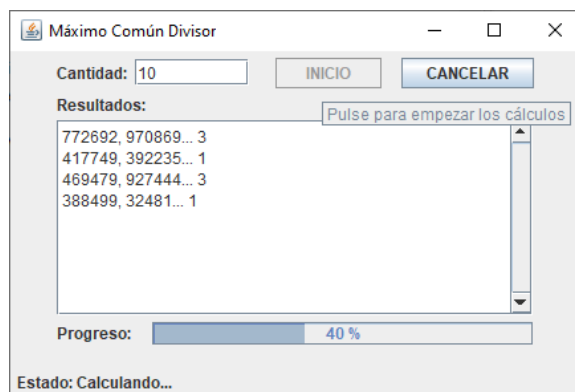 Máximo Común Divisor
Cantidad: 10 INICIO CANCELAR
Resultados:
Pulse para empezar los cálculos
772692, 970869... 3
417749, 392235... 1
469479, 927444... 3
388499, 32481... 1
Progreso: 40 %
Estado: Calculando...